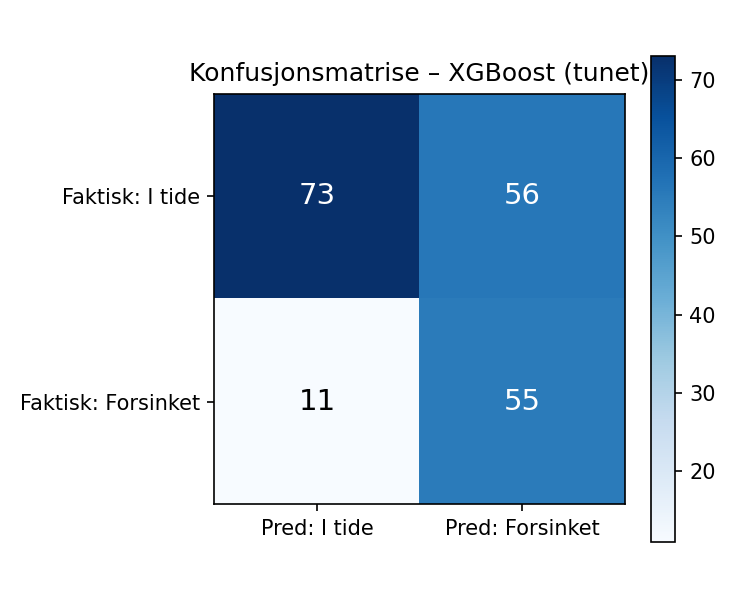 Konfusjonsmatrise – XGBoost (tunet)
70
60
50
40
30
20
Faktisk: I tide
73
56
Faktisk: Forsinket
11
55
Pred: I tide
Pred: Forsinket